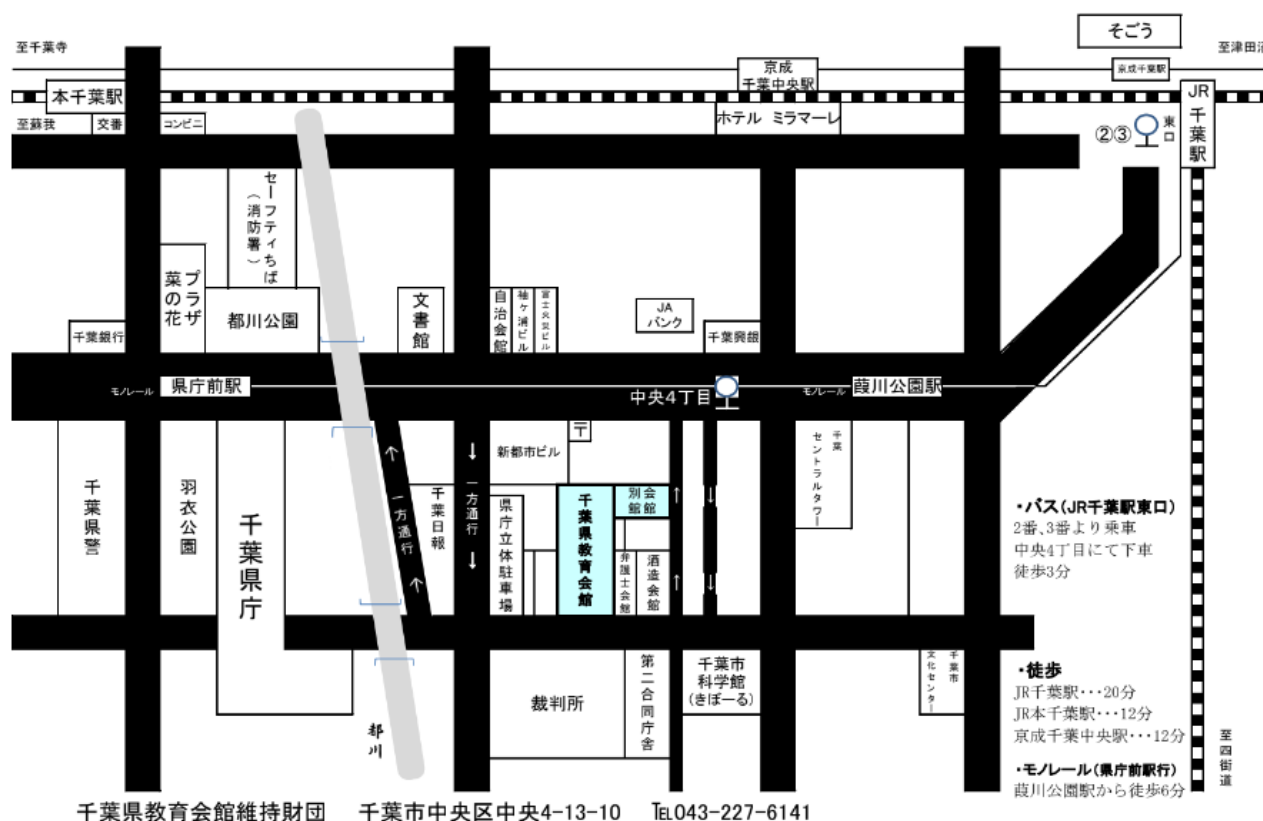 そごう
至千葉寺
至津田沼
京成
千葉中央駅
京成千葉駅
本千葉駅
JR
千葉駅
至蘇我
交番
コンビニ
ホテル ミラマーレ
②③
東口
セーフティちば
(消防署)
プラザ
菜の花
都川公園
文書館
自治会館
袖ヶ浦ビル
富士火災ビル
JA
バンク
千葉銀行
千葉興銀
モノレール
県庁前駅
中央4丁目
モノレール
葭川公園駅
千葉県警
羽衣公園
千葉県庁
↑
一方通行
↑
千葉日報
↓
一方通行
↓
新都市ビル
〒
県庁立体駐車場
千葉県教育会館
会館
別館
弁護士会館
酒造会館
↑
↑
↓
↓
千葉
セントラルタワー
・バス(JR千葉駅東口)
2番、3番より乗車
中央4丁目にて下車
徒歩3分
裁判所
第二合同庁舎
千葉市
科学館
(きぼーる)
千葉市
文化センター
都川
・徒歩
JR千葉駅・・・20分
JR本千葉駅・・・12分
京成千葉中央駅・・・12分
・モノレール(県庁前駅行)
葭川公園駅から徒歩6分
至四街道
千葉県教育会館維持財団 千葉市中央区中央4-13-10 ℡043-227-6141